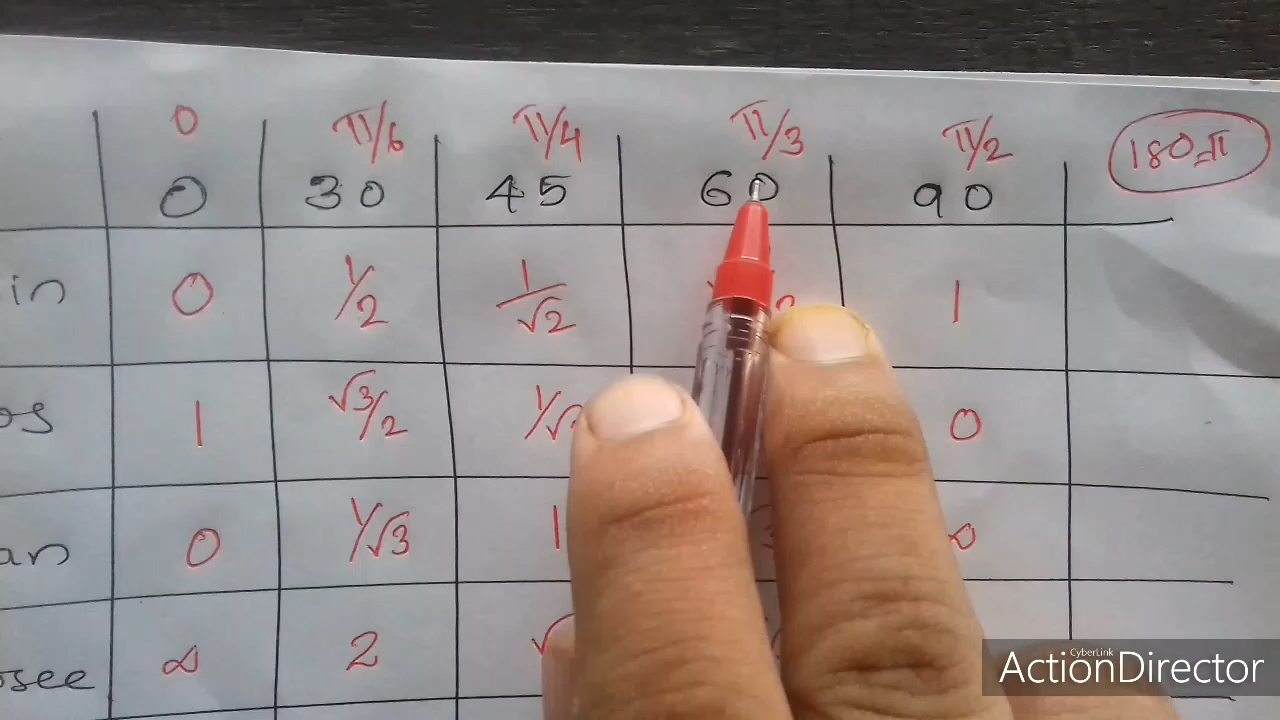 0 π/6 π/4 π/3 π/2 180=π
0 30 45 60 90
in 0 1/2 1/√2 1
os 1 √3/2 0
an 0 1/√3 1 ∞
osec ∞ 2
CyberLink
ActionDirector